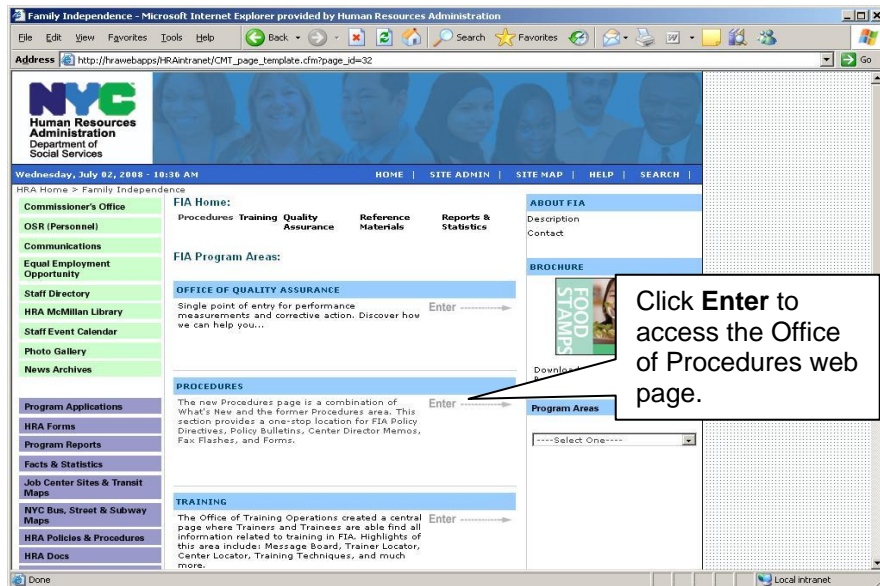 Family Independence - Microsoft Internet Explorer provided by Human Resources Administration
File Edit View Favorites Tools Help Back Search Favorites
Address http://hrawebapps/HRAintranet/CMT_page_template.cfm?page_id=32 Go
NYC
Human Resources
Administration
Department of
Social Services
Wednesday, July 02, 2008 - 10:36 AM HOME | SITE ADMIN | SITE MAP | HELP | SEARCH |
HRA Home > Family Independence
Commissioner's Office
OSR (Personnel)
Communications
Equal Employment
Opportunity
Staff Directory
HRA McMillan Library
Staff Event Calendar
Photo Gallery
News Archives
Program Applications
HRA Forms
Program Reports
Facts & Statistics
Job Center Sites & Transit
Maps
NYC Bus, Street & Subway
Maps
HRA Policies & Procedures
HRA Docs
FIA Home:
Procedures Training Quality Reference Reports &
Assurance Materials Statistics
FIA Program Areas:
OFFICE OF QUALITY ASSURANCE
Single point of entry for performance
measurements and corrective action. Discover how
we can help you...
Enter
PROCEDURES
The new Procedures page is a combination of
What's New and the former Procedures area. This
section provides a one-stop location for FIA Policy
Directives, Policy Bulletins, Center Director Memos,
Fax Flashes, and Forms.
Enter
TRAINING
The Office of Training Operations created a central
page where Trainers and Trainees are able find all
information related to training in FIA. Highlights of
this area include: Message Board, Trainer Locator,
Center Locator, Training Techniques, and much
more.
Enter
ABOUT FIA
Description
Contact
BROCHURE
FOOD
STAMPS
Program Areas
----Select One----
Click Enter to
access the Office
of Procedures web
page.
Done Local intranet